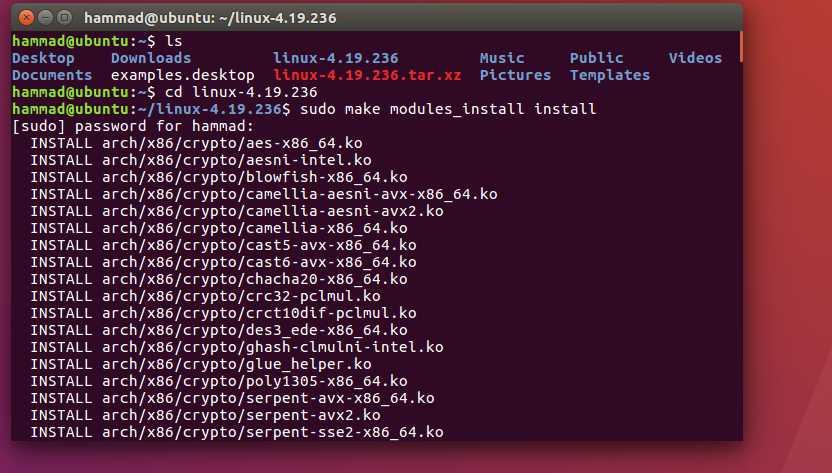 hammad@ubuntu: ~/linux-4.19.236
hammad@ubuntu:~$ ls
Desktop Downloads linux-4.19.236 Music Public Videos
Documents examples.desktop linux-4.19.236.tar.xz Pictures Templates
hammad@ubuntu:~$ cd linux-4.19.236
hammad@ubuntu:~/linux-4.19.236$ sudo make modules_install install
[sudo] password for hammad:
INSTALL arch/x86/crypto/aes-x86_64.ko
INSTALL arch/x86/crypto/aesni-intel.ko
INSTALL arch/x86/crypto/blowfish-x86_64.ko
INSTALL arch/x86/crypto/camellia-aesni-avx-x86_64.ko
INSTALL arch/x86/crypto/camellia-aesni-avx2.ko
INSTALL arch/x86/crypto/camellia-x86_64.ko
INSTALL arch/x86/crypto/cast5-avx-x86_64.ko
INSTALL arch/x86/crypto/cast6-avx-x86_64.ko
INSTALL arch/x86/crypto/chacha20-x86_64.ko
INSTALL arch/x86/crypto/crc32-pclmul.ko
INSTALL arch/x86/crypto/crct10dif-pclmul.ko
INSTALL arch/x86/crypto/des3_ede-x86_64.ko
INSTALL arch/x86/crypto/ghash-clmulni-intel.ko
INSTALL arch/x86/crypto/glue_helper.ko
INSTALL arch/x86/crypto/poly1305-x86_64.ko
INSTALL arch/x86/crypto/serpent-avx-x86_64.ko
INSTALL arch/x86/crypto/serpent-avx2.ko
INSTALL arch/x86/crypto/serpent-sse2-x86_64.ko